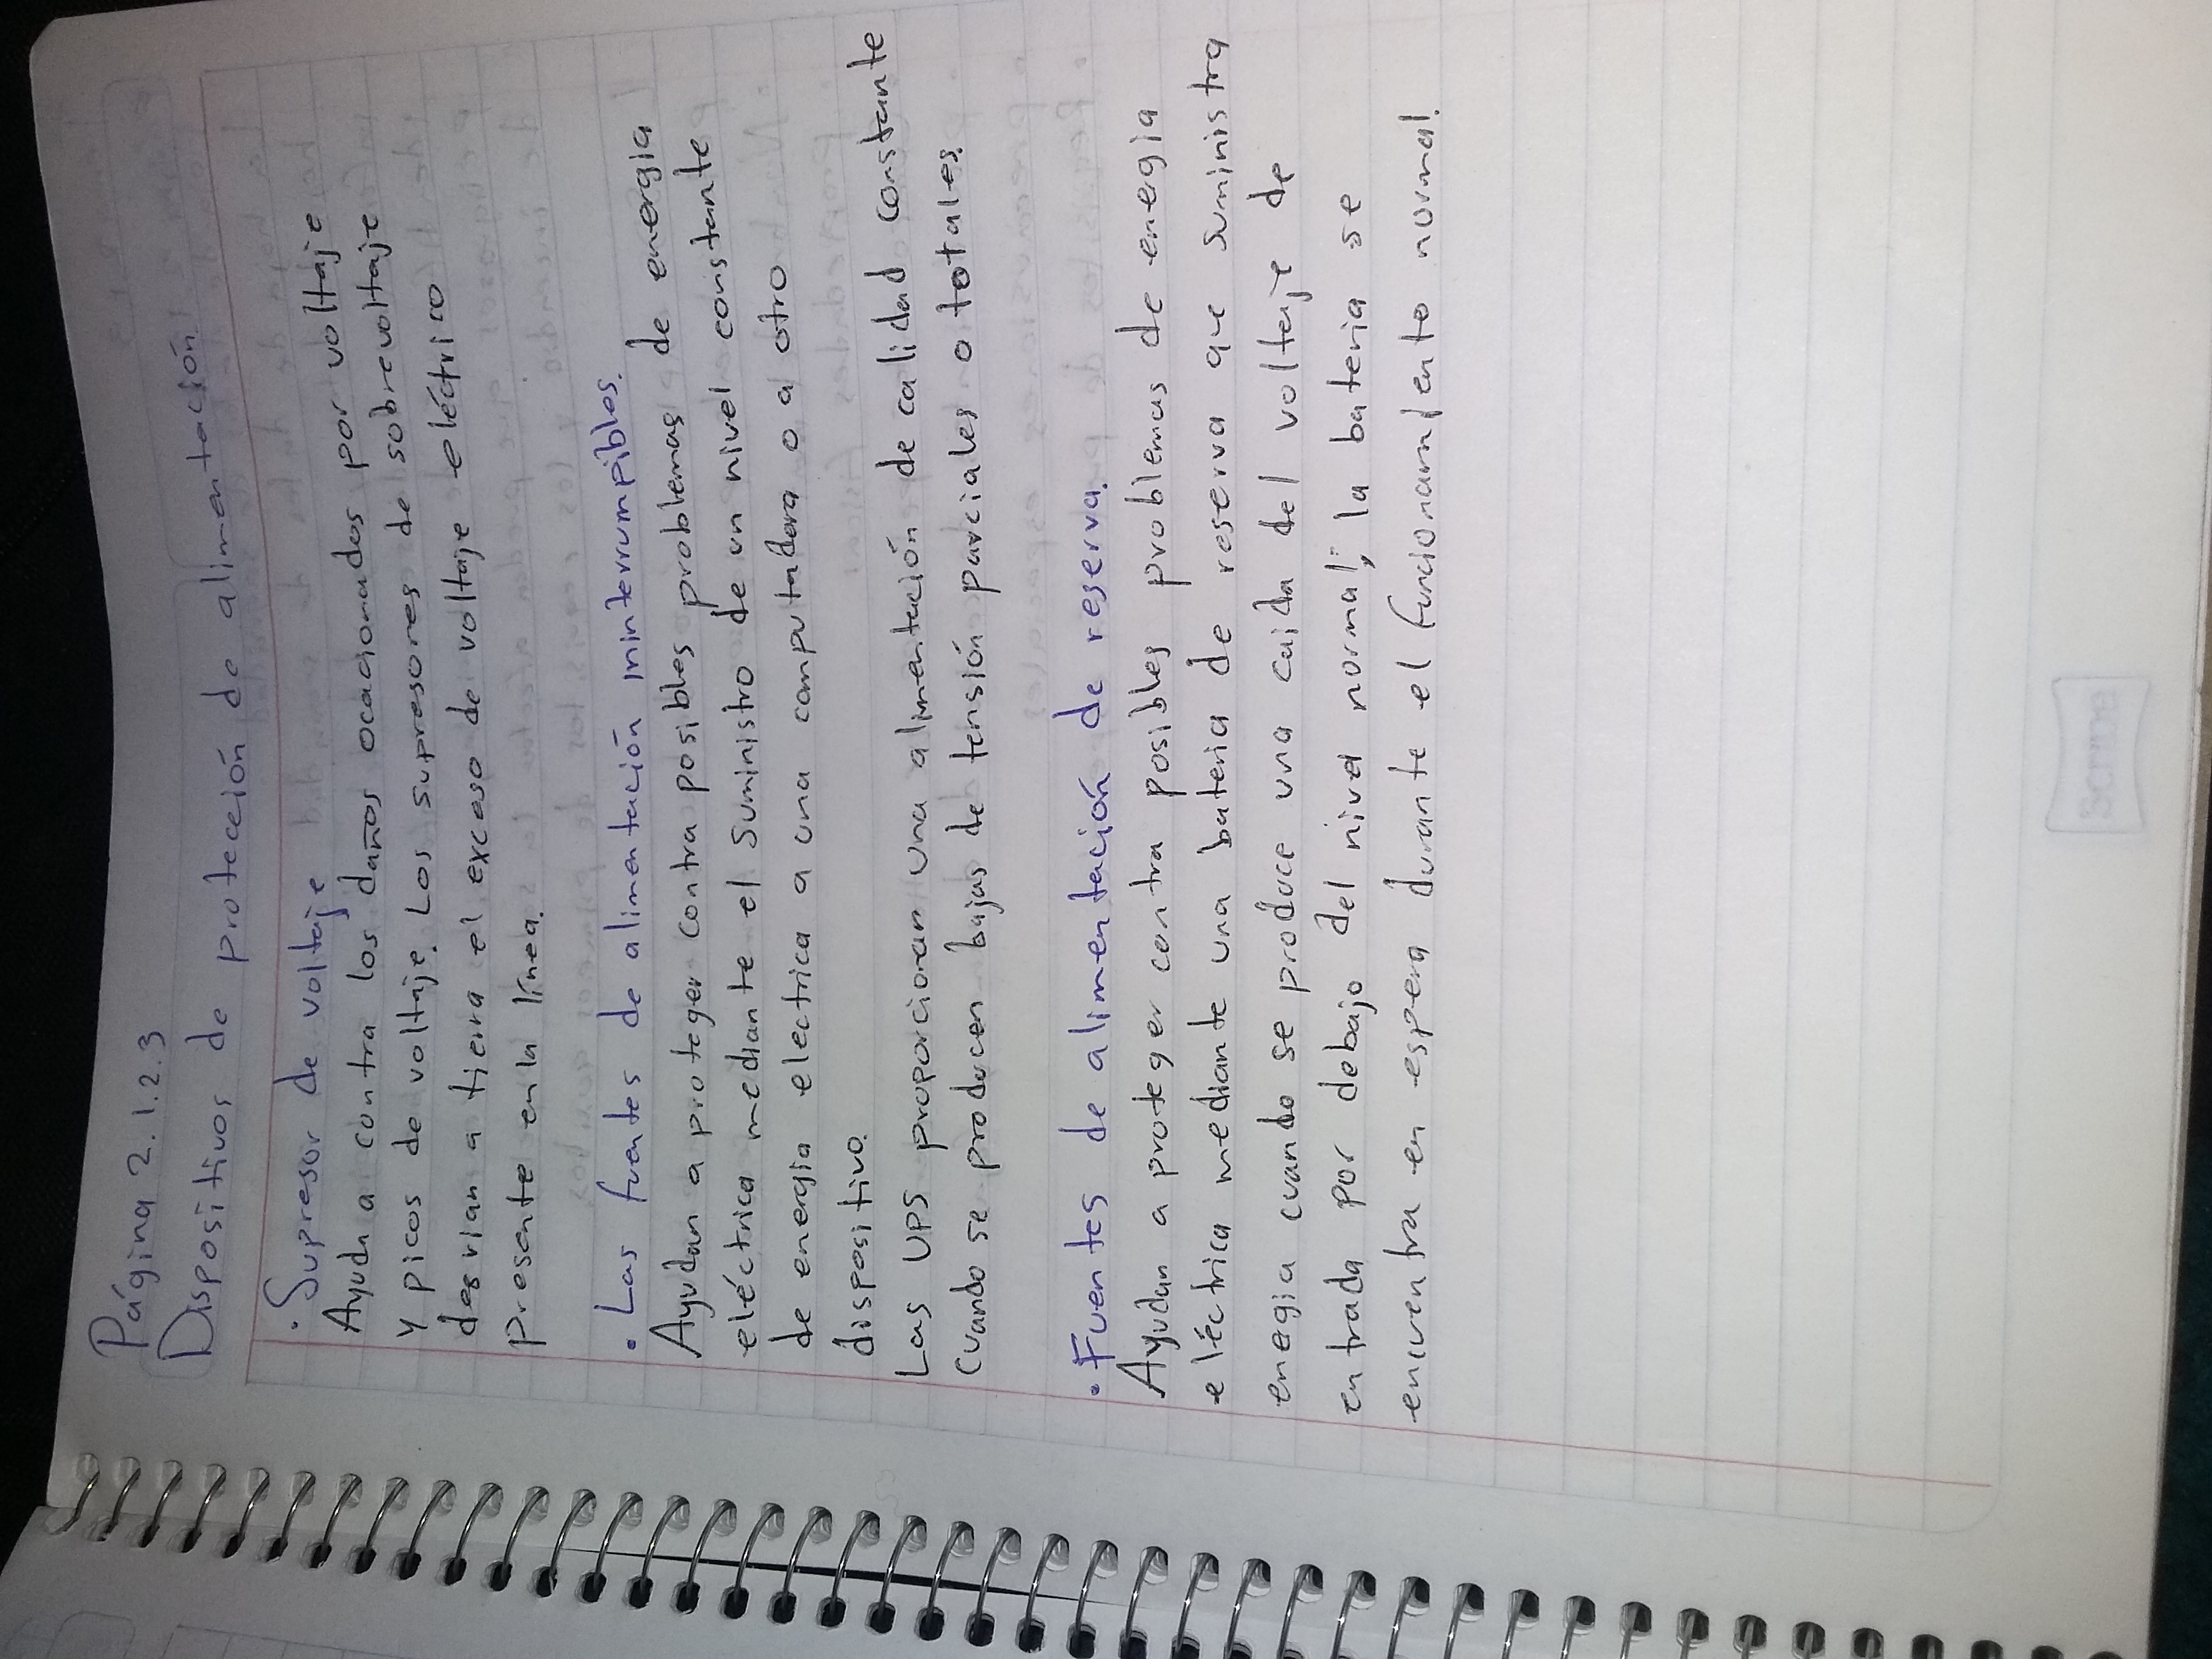 Página 2.1.2.3
Dispositivos de protección de alimentación.
· Supresor de voltaje
Ayuda a contra los daños ocacionados por voltaje
y picos de voltaje. Los supresores de sobrevoltaje
desvian a tierra el exceso de voltaje eléctrico
presente en la línea.
· Las fuentes de alimentación ininterrumpibles.
Ayudan a proteger contra posibles problemas de energia
eléctrica mediante el suministro de un nivel constante
de energia electrica a una computadora o a otro
dispositivo.
Las UPS proporcionan una alimentación de calidad constante
cuando se producen bajas de tensión parciales o totales.
· Fuentes de alimentación de reserva.
Ayudan a proteger contra posibles problemas de energia
eléctrica mediante una bateria de reserva que suministra
enegia cuando se produce una caida del voltaje de
entrada por debajo del nivel normal; la bateria se
encuentra en espera durante el funcionamiento normal.
Scribe